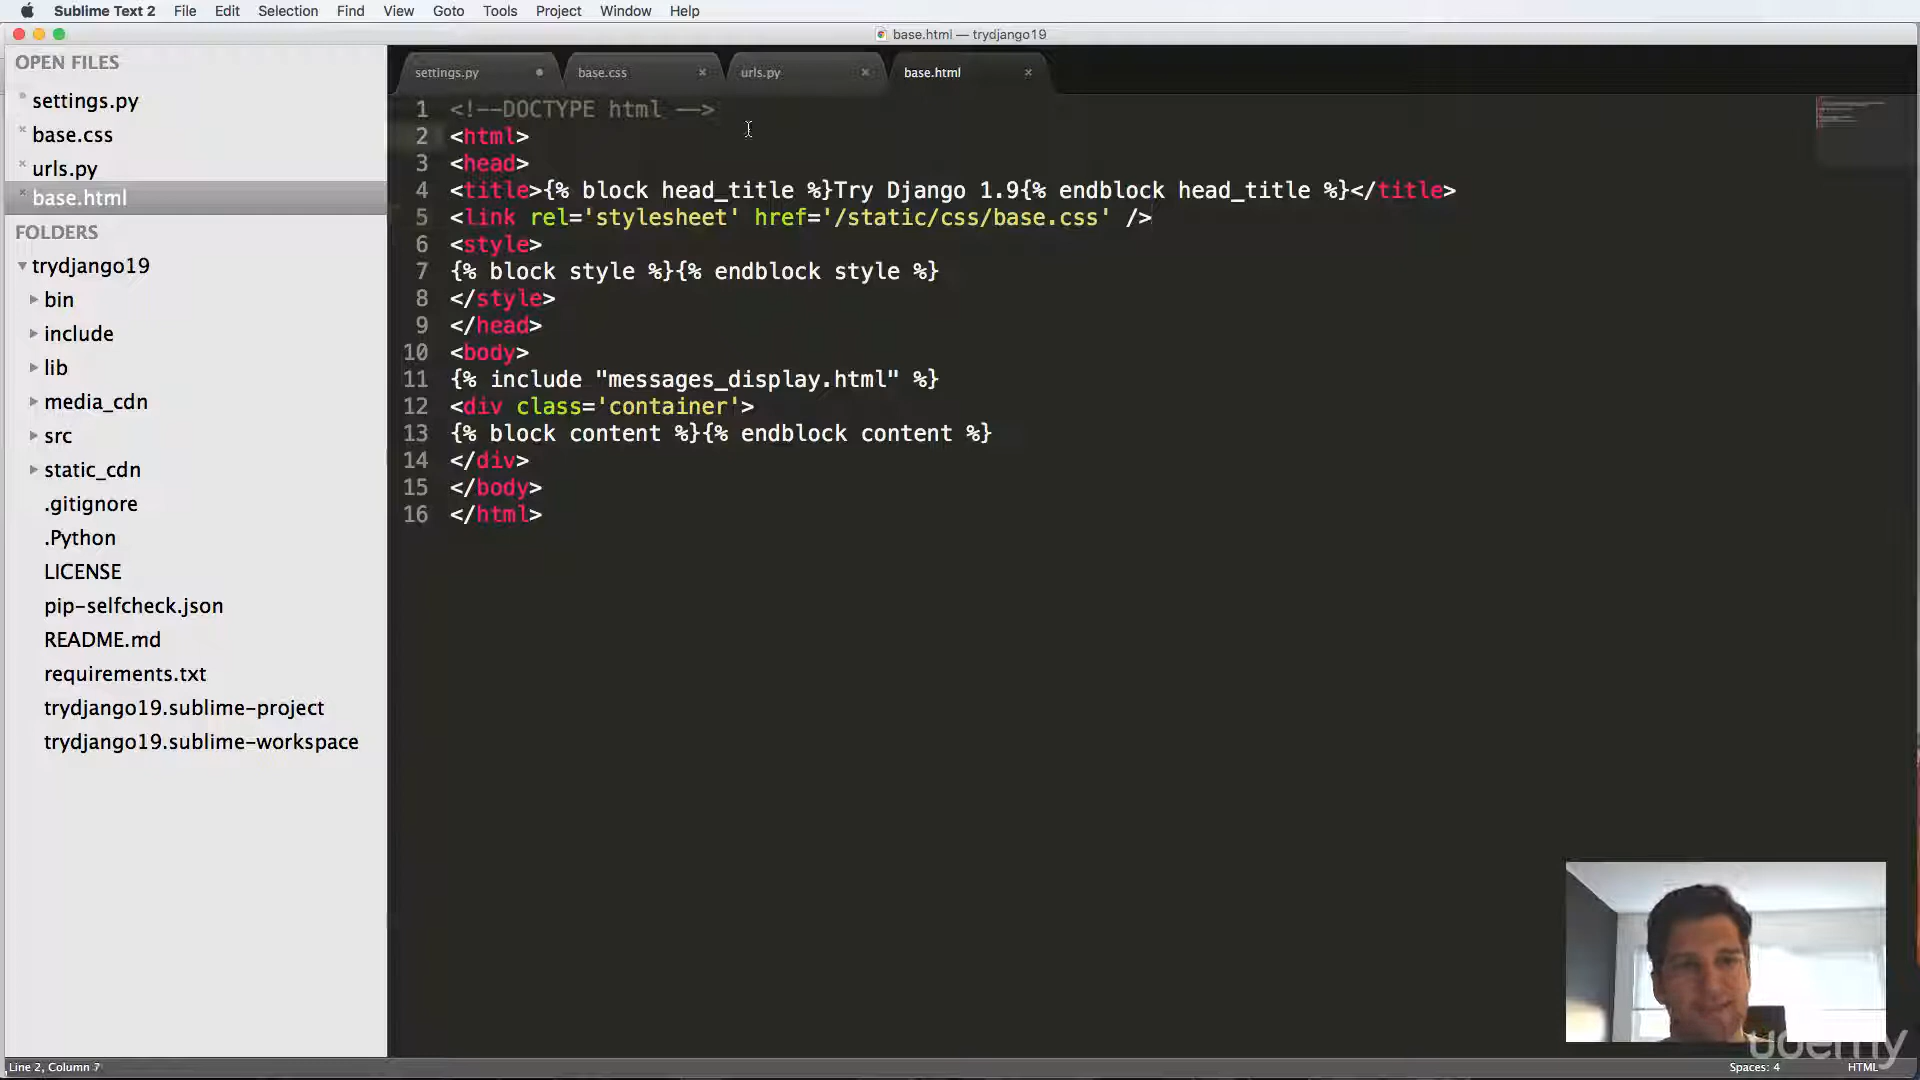 Sublime Text 2 File Edit Selection Find View Goto Tools Project Window Help
base.html — trydjango19
OPEN FILES
settings.py
base.css
urls.py
base.html
FOLDERS
trydjango19
bin
include
lib
media_cdn
src
static_cdn
.gitignore
.Python
LICENSE
pip-selfcheck.json
README.md
requirements.txt
trydjango19.sublime-project
trydjango19.sublime-workspace
settings.py base.css urls.py base.html
1 <!--DOCTYPE html -->
2 <html>
3 <head>
4 <title>{% block head_title %}Try Django 1.9{% endblock head_title %}</title>
5 <link rel='stylesheet' href='/static/css/base.css' />
6 <style>
7 {% block style %}{% endblock style %}
8 </style>
9 </head>
10 <body>
11 {% include "messages_display.html" %}
12 <div class='container'>
13 {% block content %}{% endblock content %}
14 </div>
15 </body>
16 </html>
udemy
Line 2, Column 7 Spaces: 4 HTML